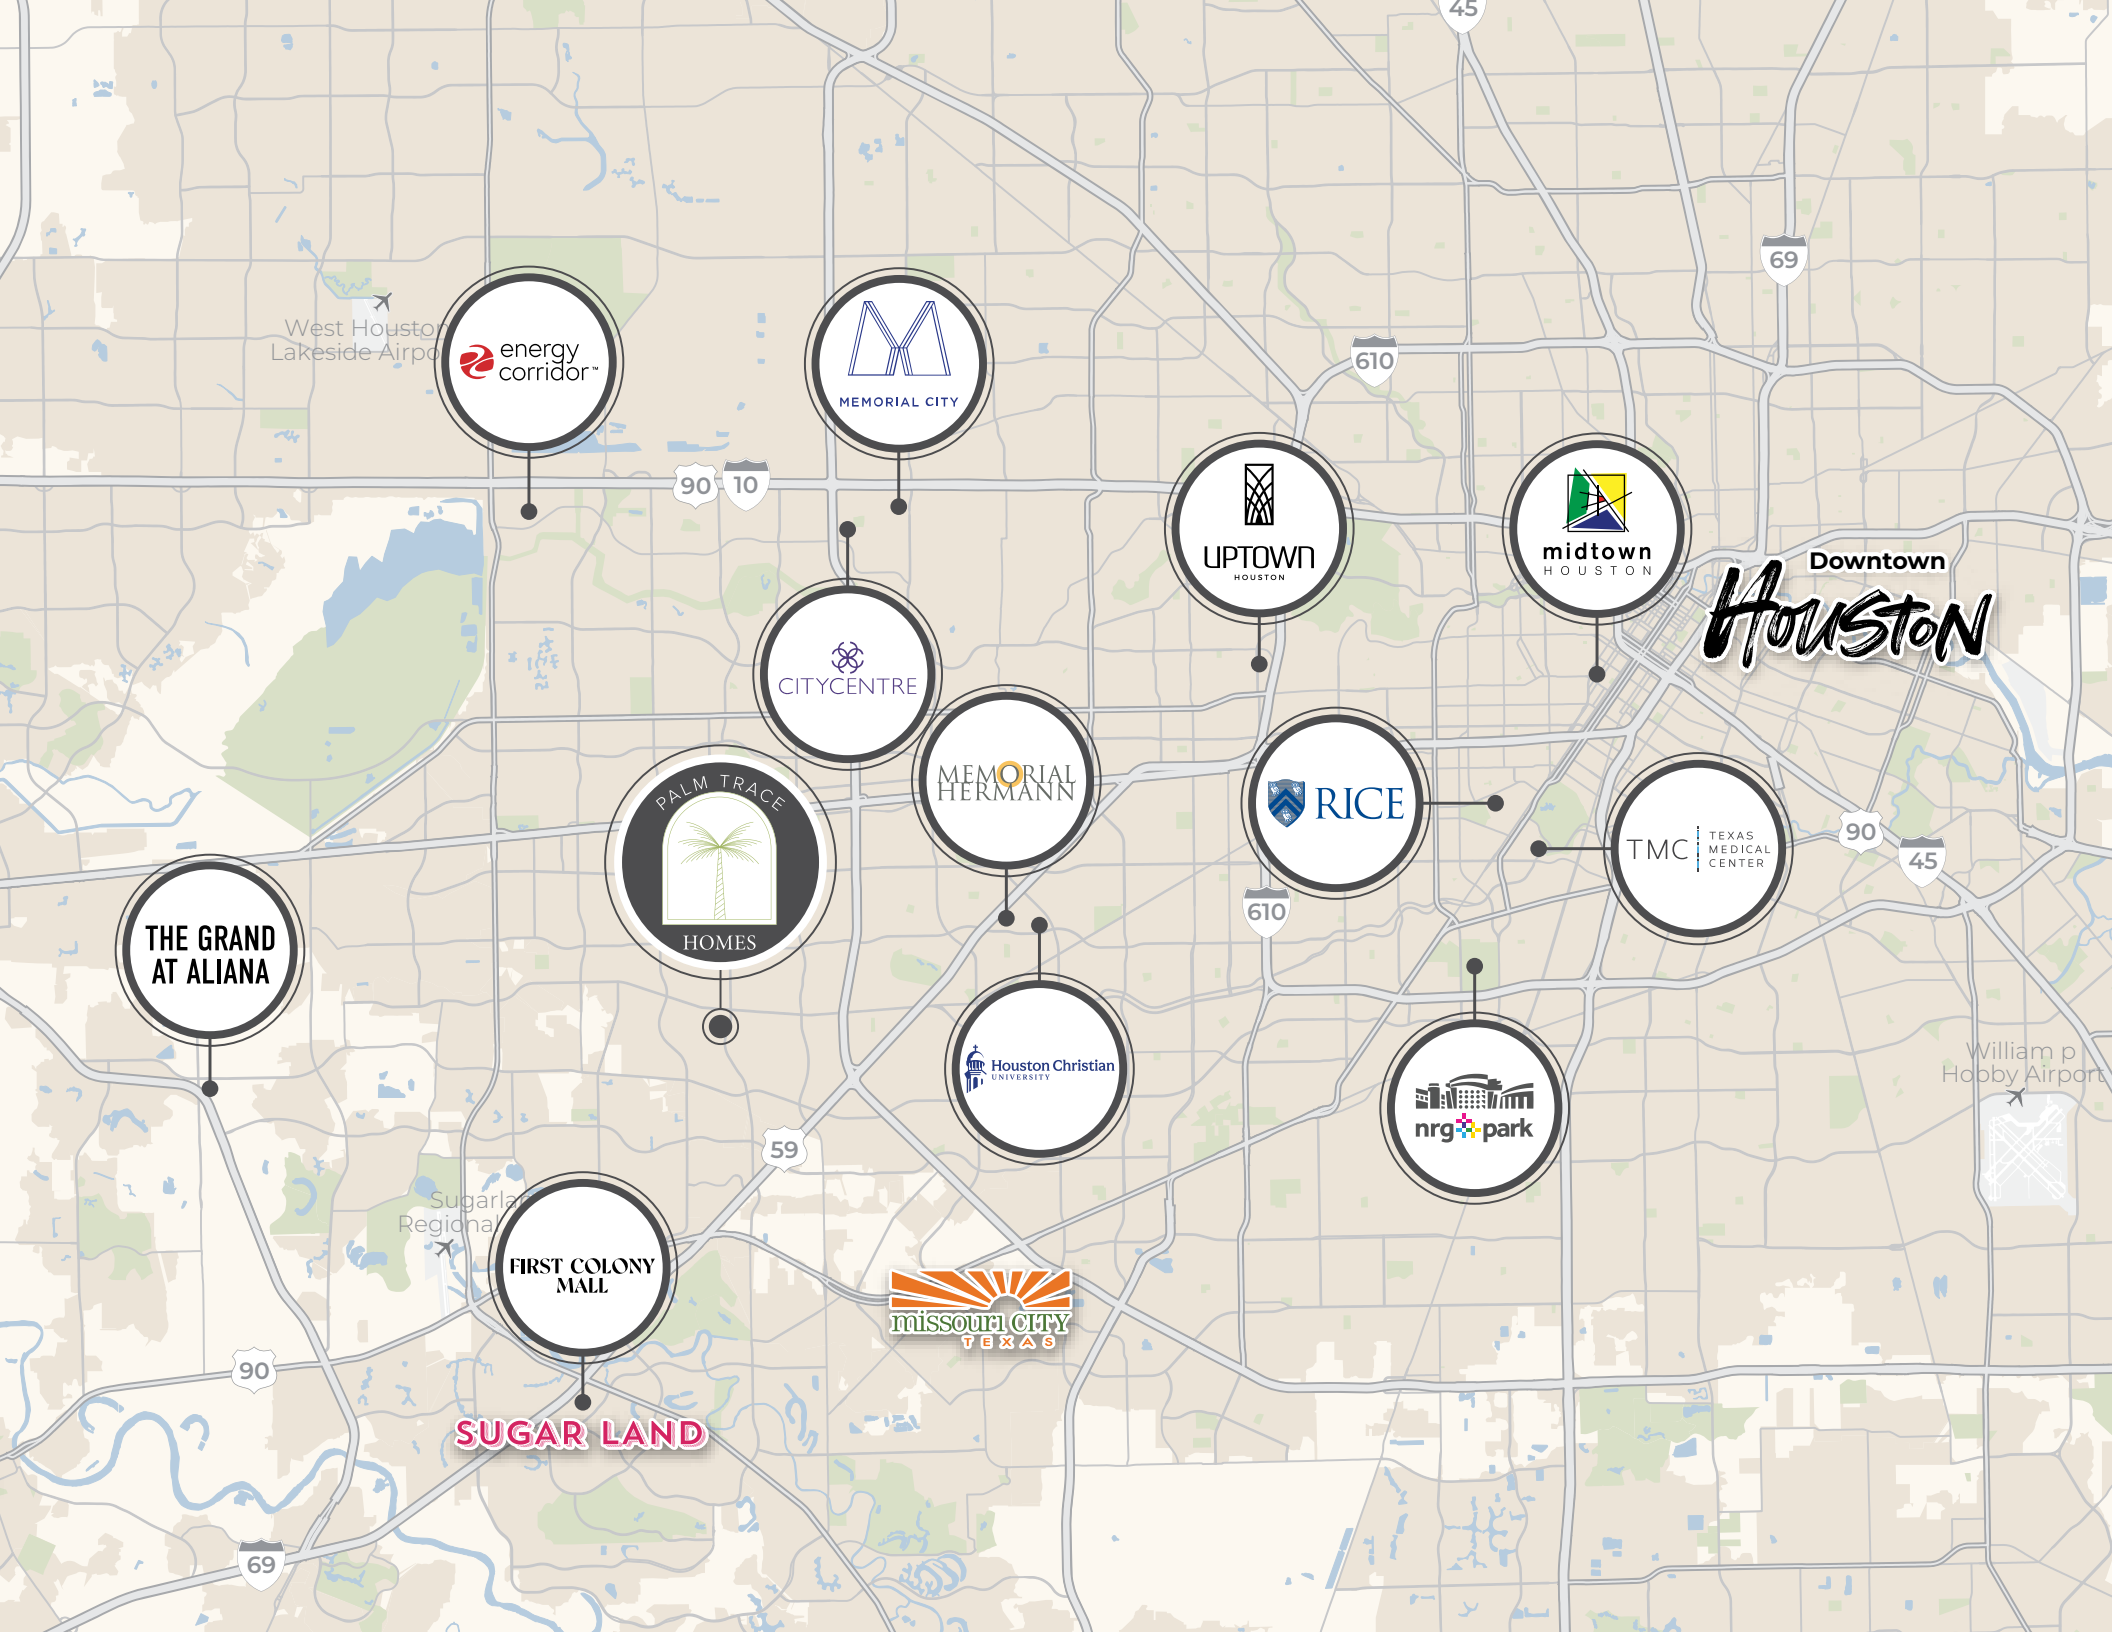 45
69
West Houston
Lakeside Airpo
energy
corridor™
MEMORIAL CITY
610
90
10
UPTOWN
HOUSTON
midtown
HOUSTON
Downtown
HOUSTON
CITYCENTRE
MEMORIAL
HERMANN
PALM TRACE
HOMES
RICE
TMC
TEXAS
MEDICAL
CENTER
90
45
610
THE GRAND
AT ALIANA
Houston Christian
UNIVERSITY
nrg park
William p
Hobby Airport
59
Sugarla
Regional
FIRST COLONY
MALL
missouri CITY
TEXAS
90
SUGAR LAND
69